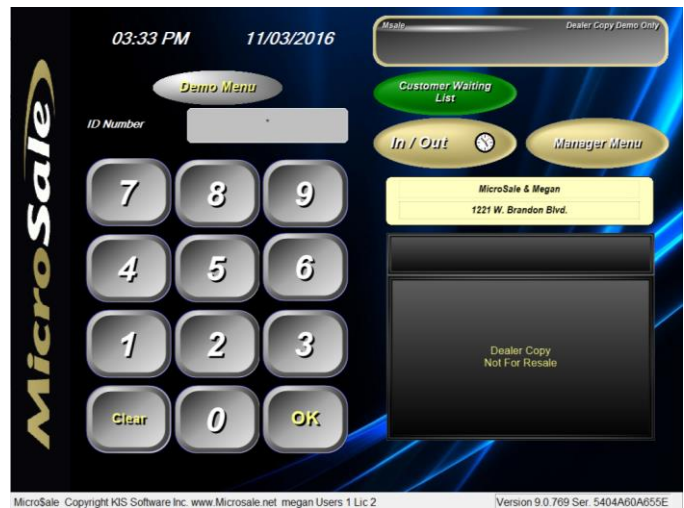 MicroSale
03:33 PM 11/03/2016
Msale Dealer Copy Demo Only
Demo Menu
Customer Waiting
List
ID Number
In / Out
Manager Menu
7 8 9
MicroSale & Megan
1221 W. Brandon Blvd.
4 5 6
1 2 3
Dealer Copy
Not For Resale
Clear 0 OK
Micro$ale Copyright KIS Software Inc. www.Microsale.net megan Users 1 Lic 2
Version 9.0.769 Ser. 5404A60A655E